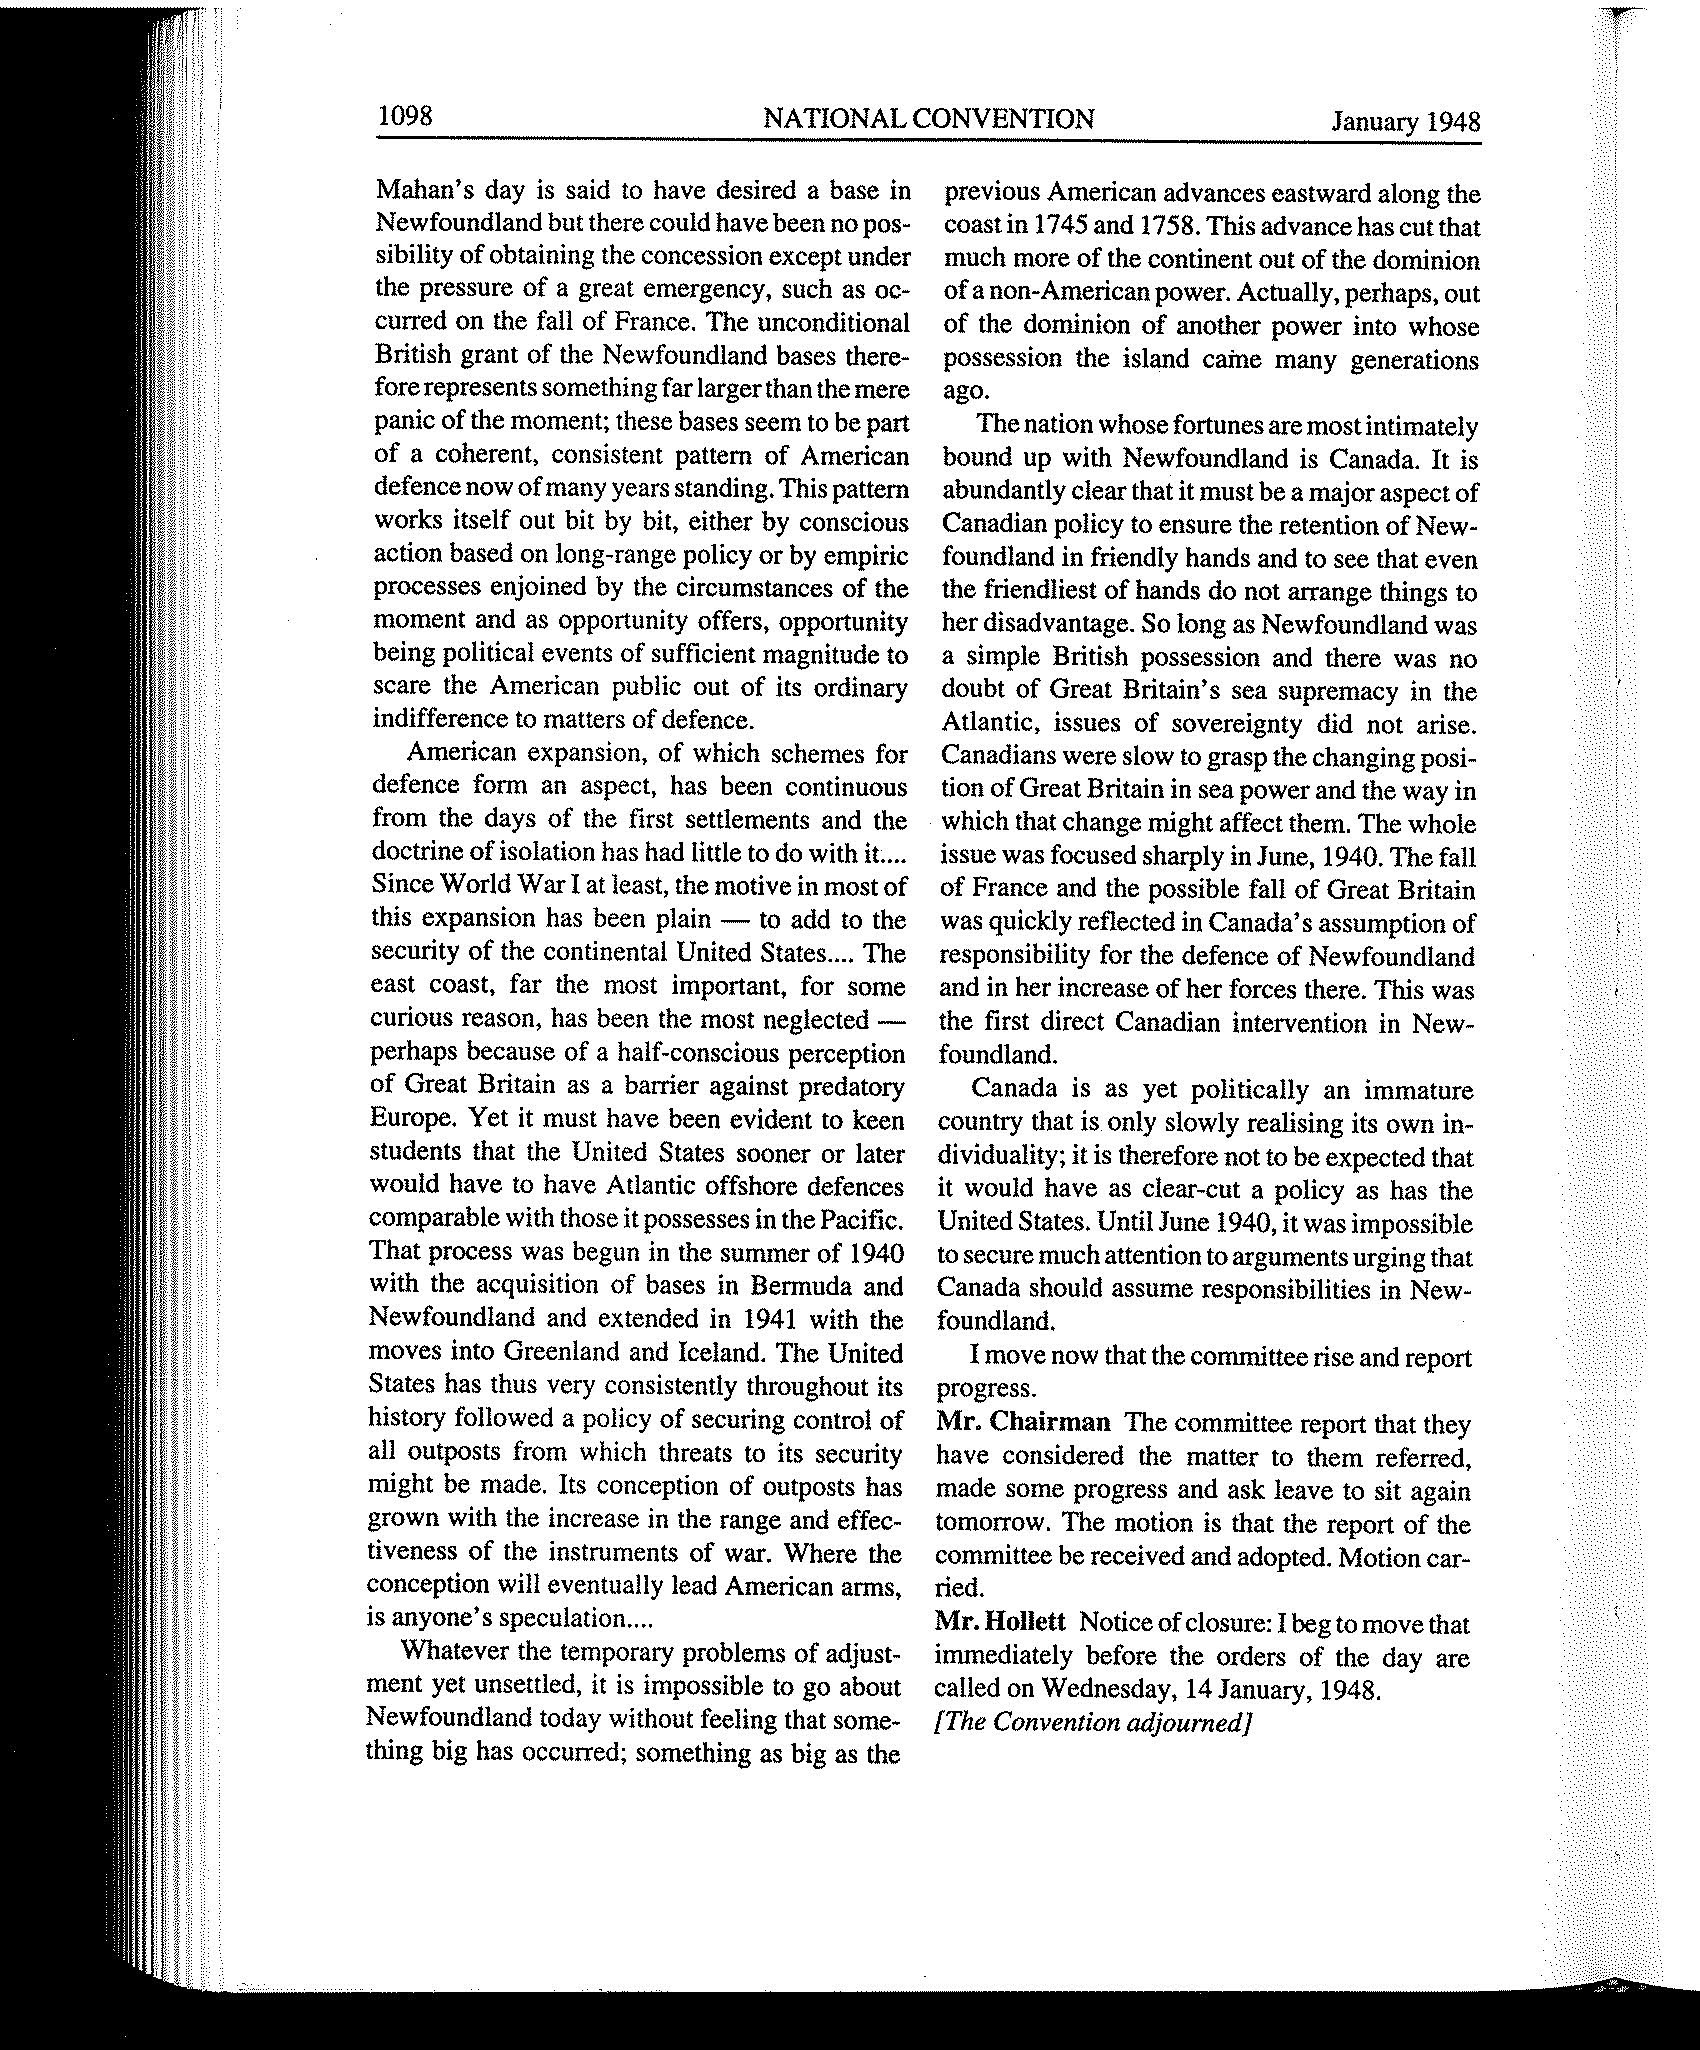 1098 NATIONAL CONVENTION January 1948
Mahan's day is said to have desired a base in
Newfoundland but there could have been no pos-
sibility of obtaining the concession except under
the pressure of a great emergency, such as oc-
curred on the fall of France. The unconditional
British grant of the Newfoundland bases there-
fore represents something far larger than the mere
panic of the moment; these bases seem to be part
of a coherent, consistent pattern of American
defence now of many years standing. This pattern
works itself out bit by bit, either by conscious
action based on long-range policy or by empiric
processes enjoined by the circumstances of the
moment and as opportunity offers, opportunity
being political events of sufficient magnitude to
scare the American public out of its ordinary
indifference to matters of defence.
American expansion, of which schemes for
defence form an aspect, has been continuous
from the days of the first settlements and the
doctrine of isolation has had little to do with it....
Since World War I at least, the motive in most of
this expansion has been plain — to add to the
security of the continental United States.... The
east coast, far the most important, for some
curious reason, has been the most neglected —
perhaps because of a half-conscious perception
of Great Britain as a barrier against predatory
Europe. Yet it must have been evident to keen
students that the United States sooner or later
would have to have Atlantic offshore defences
comparable with those it possesses in the Pacific.
That process was begun in the summer of 1940
with the acquisition of bases in Bermuda and
Newfoundland and extended in 1941 with the
moves into Greenland and Iceland. The United
States has thus very consistently throughout its
history followed a policy of securing control of
all outposts from which threats to its security
might be made. Its conception of outposts has
grown with the increase in the range and effec-
tiveness of the instruments of war. Where the
conception will eventually lead American arms,
is anyone's speculation....
Whatever the temporary problems of adjust-
ment yet unsettled, it is impossible to go about
Newfoundland today without feeling that some-
thing big has occurred; something as big as the
previous American advances eastward along the
coast in 1745 and 1758. This advance has cut that
much more of the continent out of the dominion
of a non-American power. Actually, perhaps, out
of the dominion of another power into whose
possession the island came many generations
ago.
The nation whose fortunes are most intimately
bound up with Newfoundland is Canada. It is
abundantly clear that it must be a major aspect of
Canadian policy to ensure the retention of New-
foundland in friendly hands and to see that even
the friendliest of hands do not arrange things to
her disadvantage. So long as Newfoundland was
a simple British possession and there was no
doubt of Great Britain's sea supremacy in the
Atlantic, issues of sovereignty did not arise.
Canadians were slow to grasp the changing posi-
tion of Great Britain in sea power and the way in
which that change might affect them. The whole
issue was focused sharply in June, 1940. The fall
of France and the possible fall of Great Britain
was quickly reflected in Canada's assumption of
responsibility for the defence of Newfoundland
and in her increase of her forces there. This was
the first direct Canadian intervention in New-
foundland.
Canada is as yet politically an immature
country that is only slowly realising its own in-
dividuality; it is therefore not to be expected that
it would have as clear-cut a policy as has the
United States. Until June 1940, it was impossible
to secure much attention to arguments urging that
Canada should assume responsibilities in New-
foundland.
I move now that the committee rise and report
progress.
Mr. Chairman The committee report that they
have considered the matter to them referred,
made some progress and ask leave to sit again
tomorrow. The motion is that the report of the
committee be received and adopted. Motion car-
ried.
Mr. Hollett Notice of closure: I beg to move that
immediately before the orders of the day are
called on Wednesday, 14 January, 1948.
[The Convention adjourned]